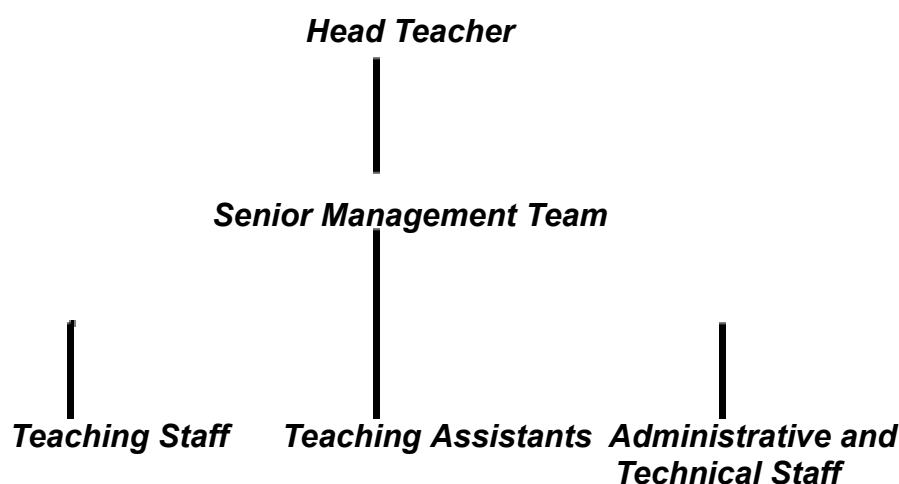 Head Teacher
Senior Management Team
Teaching Staff
Teaching Assistants
Administrative and
Technical Staff